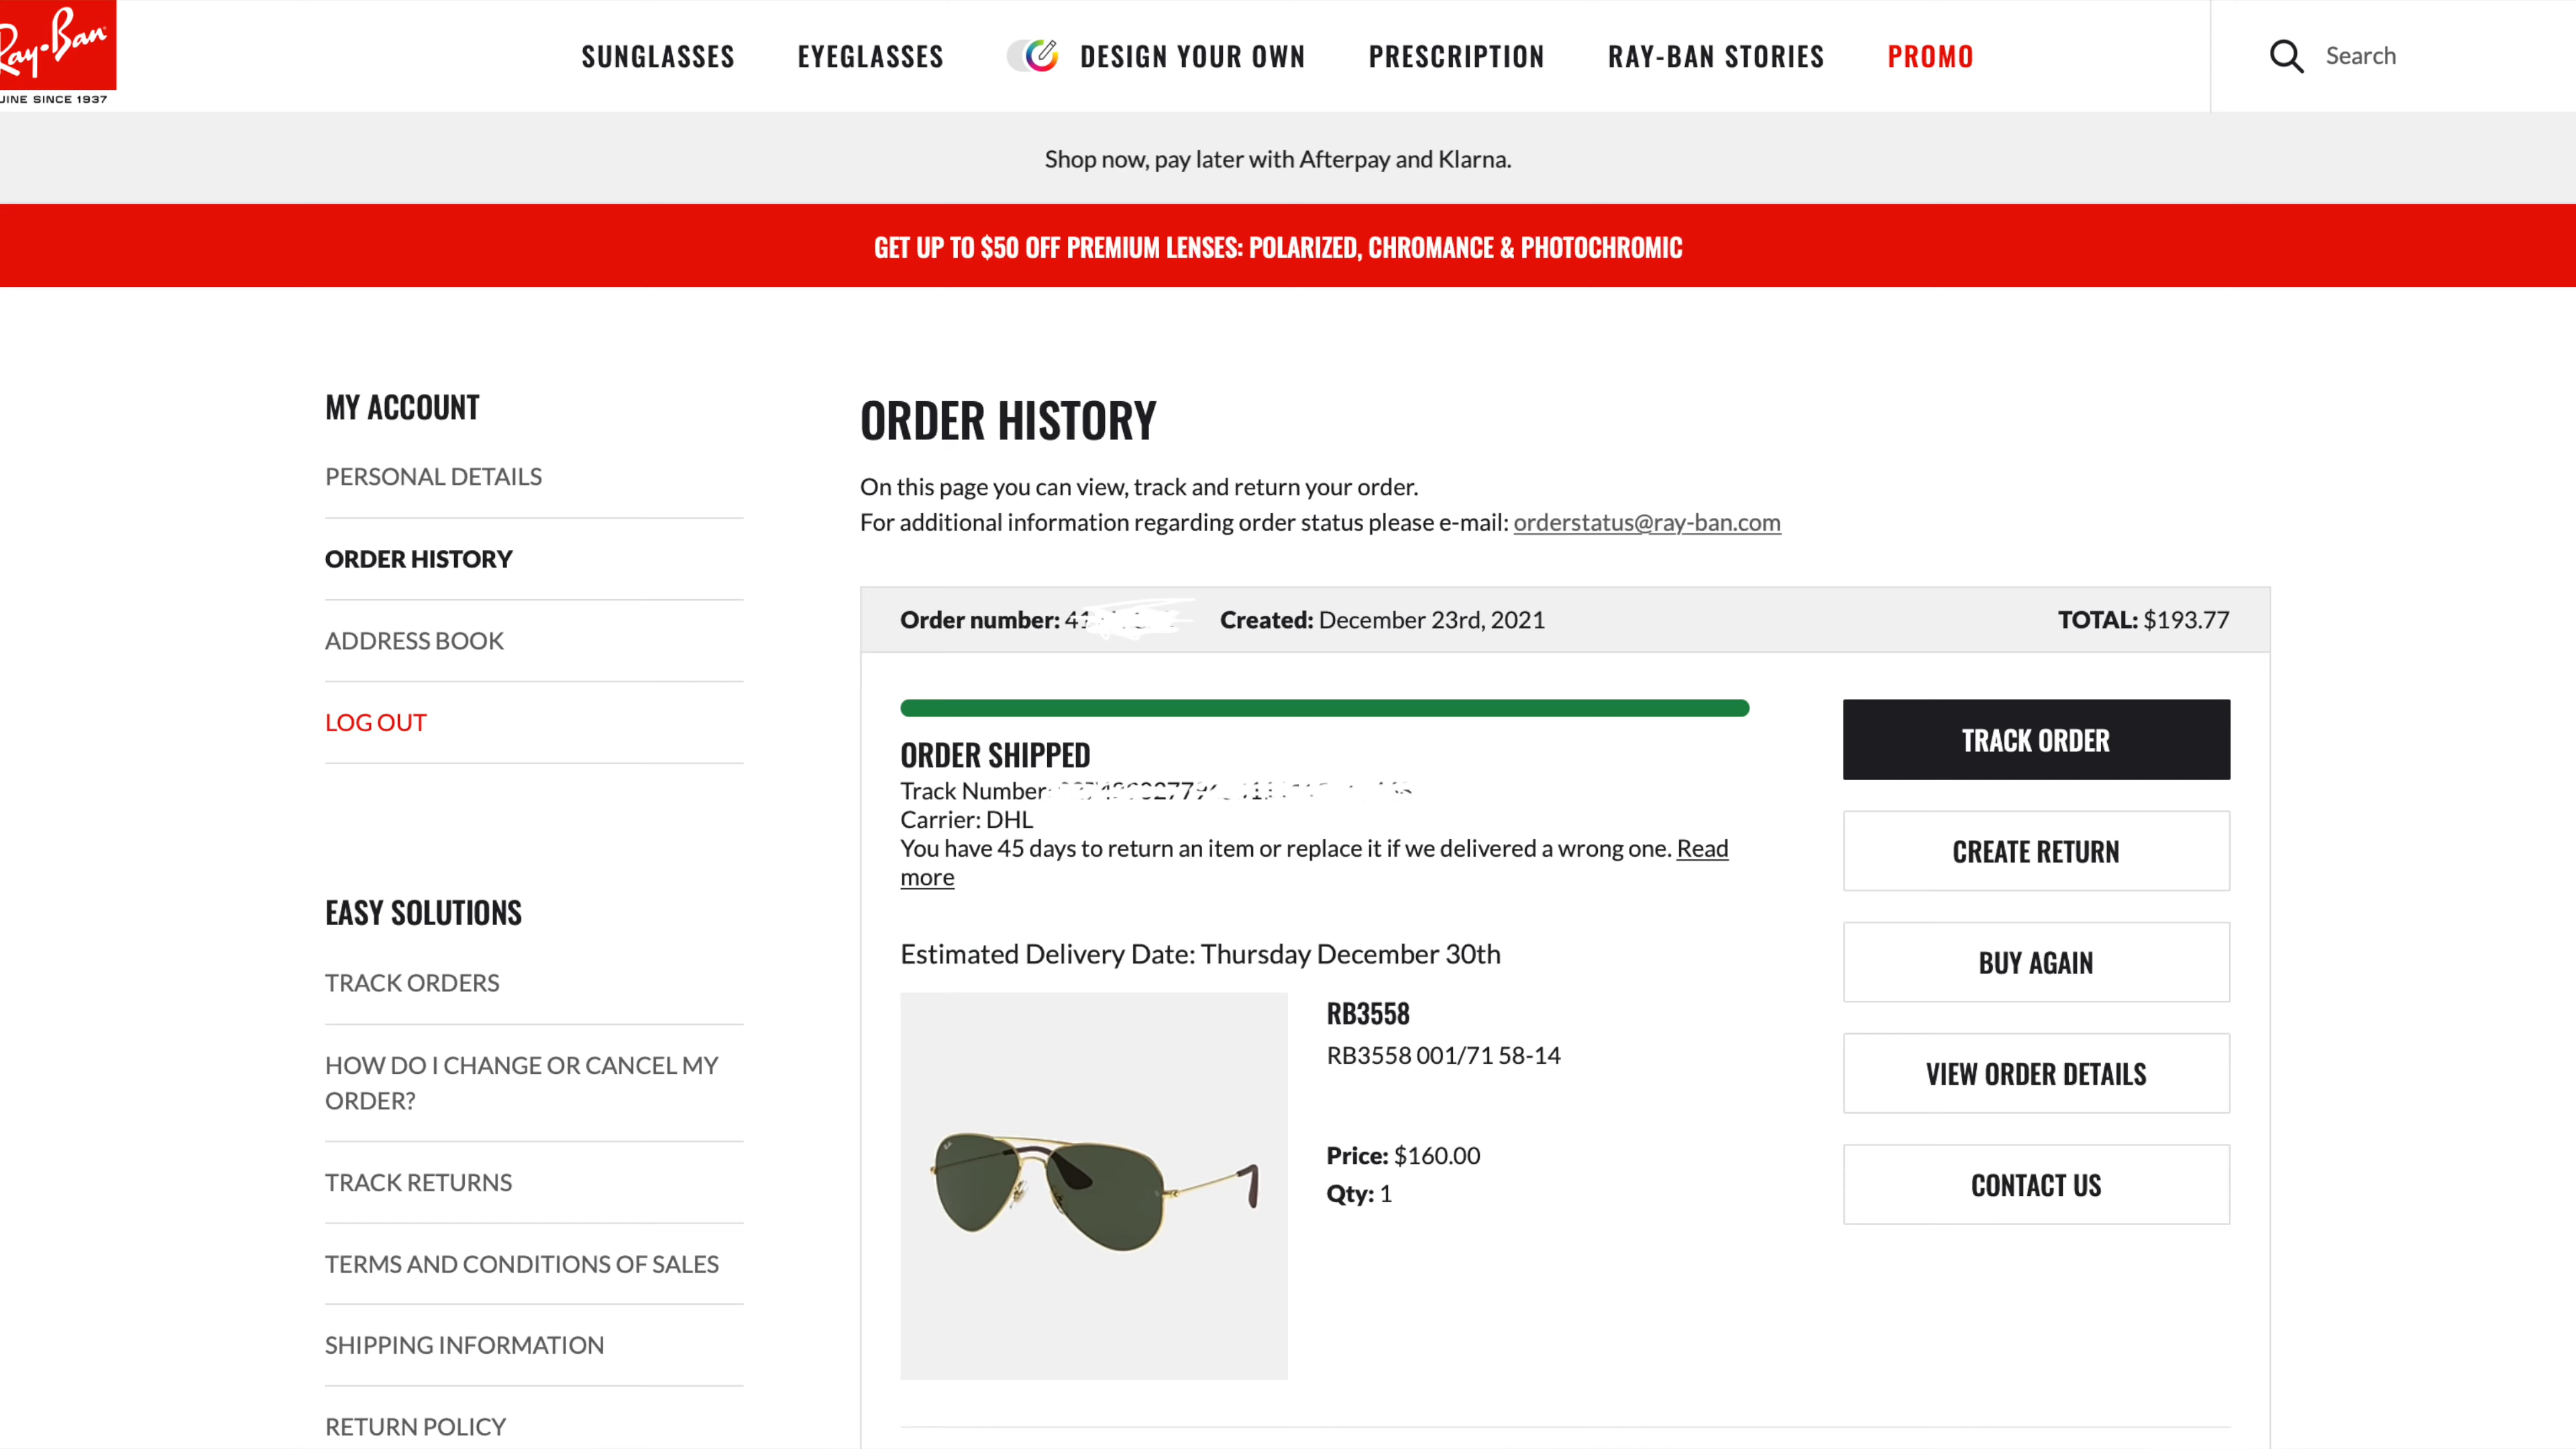 Ray-Ban
SINCE 1937
SUNGLASSES
EYEGLASSES
DESIGN YOUR OWN
PRESCRIPTION
RAY-BAN STORIES
PROMO
Search
Shop now, pay later with Afterpay and Klarna.
GET UP TO $50 OFF PREMIUM LENSES: POLARIZED, CHROMANCE & PHOTOCHROMIC
MY ACCOUNT
PERSONAL DETAILS
ORDER HISTORY
ADDRESS BOOK
LOG OUT
EASY SOLUTIONS
TRACK ORDERS
HOW DO I CHANGE OR CANCEL MY
ORDER?
TRACK RETURNS
TERMS AND CONDITIONS OF SALES
SHIPPING INFORMATION
RETURN POLICY
ORDER HISTORY
On this page you can view, track and return your order.
For additional information regarding order status please e-mail: orderstatus@ray-ban.com
Order number:
Created: December 23rd, 2021
TOTAL: $193.77
ORDER SHIPPED
Track Number:
Carrier: DHL
You have 45 days to return an item or replace it if we delivered a wrong one. Read
more
Estimated Delivery Date: Thursday December 30th
RB3558
RB3558 001/71 58-14
Price: $160.00
Qty: 1
TRACK ORDER
CREATE RETURN
BUY AGAIN
VIEW ORDER DETAILS
CONTACT US